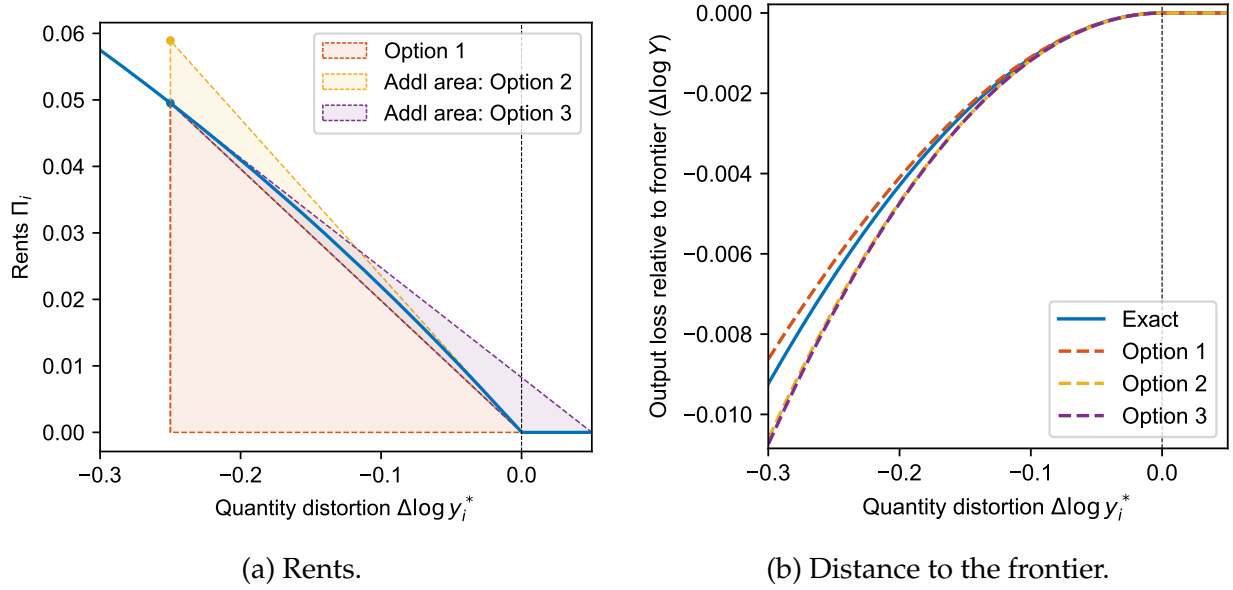 0.06
0.05
0.04
0.03
0.02
0.01
0.00
Rents Π_i
Option 1
Addl area: Option 2
Addl area: Option 3
−0.3
−0.2
−0.1
0.0
Quantity distortion Δlog y_i^*
(a) Rents.
0.000
−0.002
−0.004
−0.006
−0.008
−0.010
Output loss relative to frontier (Δlog Y)
Exact
Option 1
Option 2
Option 3
−0.3
−0.2
−0.1
0.0
Quantity distortion Δlog y_i^*
(b) Distance to the frontier.